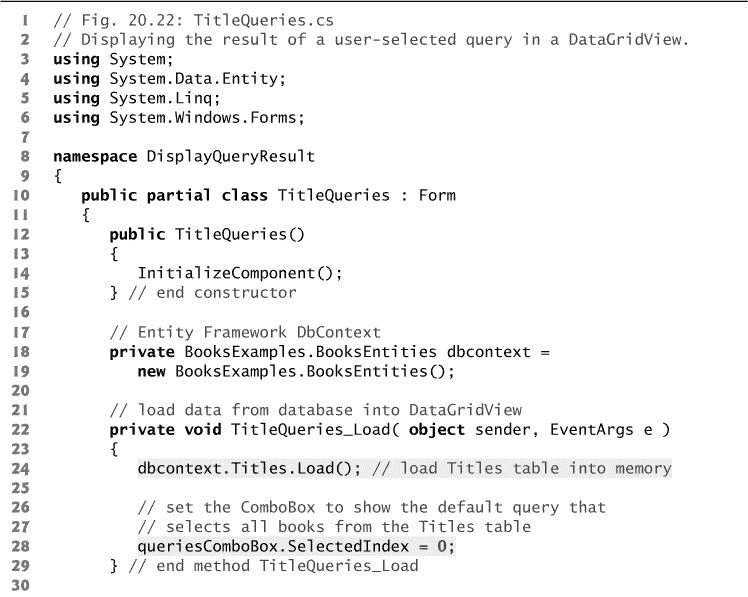 1 // Fig. 20.22: TitleQueries.cs
2 // Displaying the result of a user-selected query in a DataGridView.
3 using System;
4 using System.Data.Entity;
5 using System.Linq;
6 using System.Windows.Forms;
7
8 namespace DisplayQueryResult
9 {
10    public partial class TitleQueries : Form
11    {
12       public TitleQueries()
13       {
14          InitializeComponent();
15       } // end constructor
16
17       // Entity Framework DbContext
18       private BooksExamples.BooksEntities dbcontext =
19          new BooksExamples.BooksEntities();
20
21       // load data from database into DataGridView
22       private void TitleQueries_Load( object sender, EventArgs e )
23       {
24          dbcontext.Titles.Load(); // load Titles table into memory
25
26          // set the ComboBox to show the default query that
27          // selects all books from the Titles table
28          queriesComboBox.SelectedIndex = 0;
29       } // end method TitleQueries_Load
30